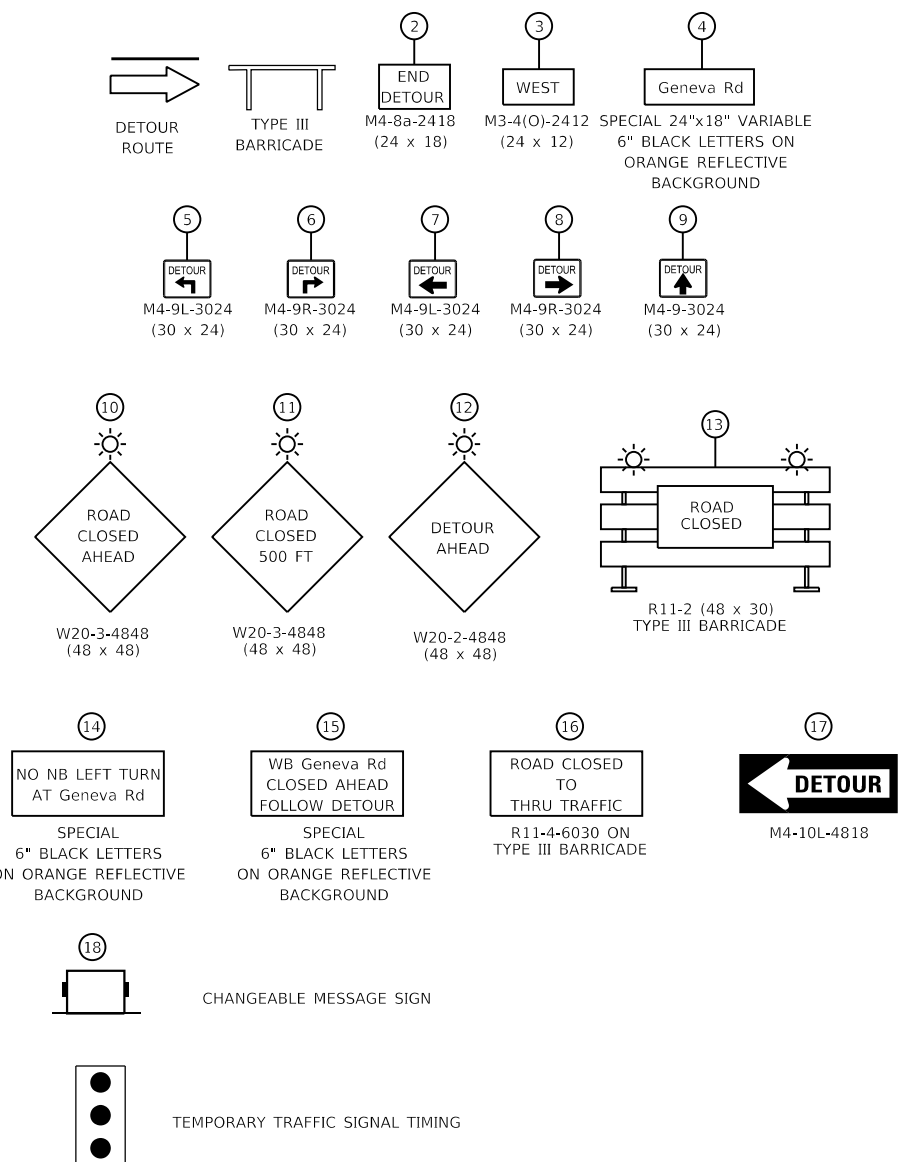 DETOUR
ROUTE
TYPE III
BARRICADE
2
END
DETOUR
M4-8a-2418
(24 x 18)
3
WEST
M3-4(O)-2412
(24 x 12)
4
Geneva Rd
SPECIAL 24"x18" VARIABLE
6" BLACK LETTERS ON
ORANGE REFLECTIVE
BACKGROUND
5
DETOUR
M4-9L-3024
(30 x 24)
6
DETOUR
M4-9R-3024
(30 x 24)
7
DETOUR
M4-9L-3024
(30 x 24)
8
DETOUR
M4-9R-3024
(30 x 24)
9
DETOUR
M4-9-3024
(30 x 24)
10
ROAD
CLOSED
AHEAD
W20-3-4848
(48 x 48)
11
ROAD
CLOSED
500 FT
W20-3-4848
(48 x 48)
12
DETOUR
AHEAD
W20-2-4848
(48 x 48)
13
ROAD
CLOSED
R11-2 (48 x 30)
TYPE III BARRICADE
14
NO NB LEFT TURN
AT Geneva Rd
SPECIAL
6" BLACK LETTERS
ON ORANGE REFLECTIVE
BACKGROUND
15
WB Geneva Rd
CLOSED AHEAD
FOLLOW DETOUR
SPECIAL
6" BLACK LETTERS
ON ORANGE REFLECTIVE
BACKGROUND
16
ROAD CLOSED
TO
THRU TRAFFIC
R11-4-6030 ON
TYPE III BARRICADE
17
DETOUR
M4-10L-4818
18
CHANGEABLE MESSAGE SIGN
TEMPORARY TRAFFIC SIGNAL TIMING